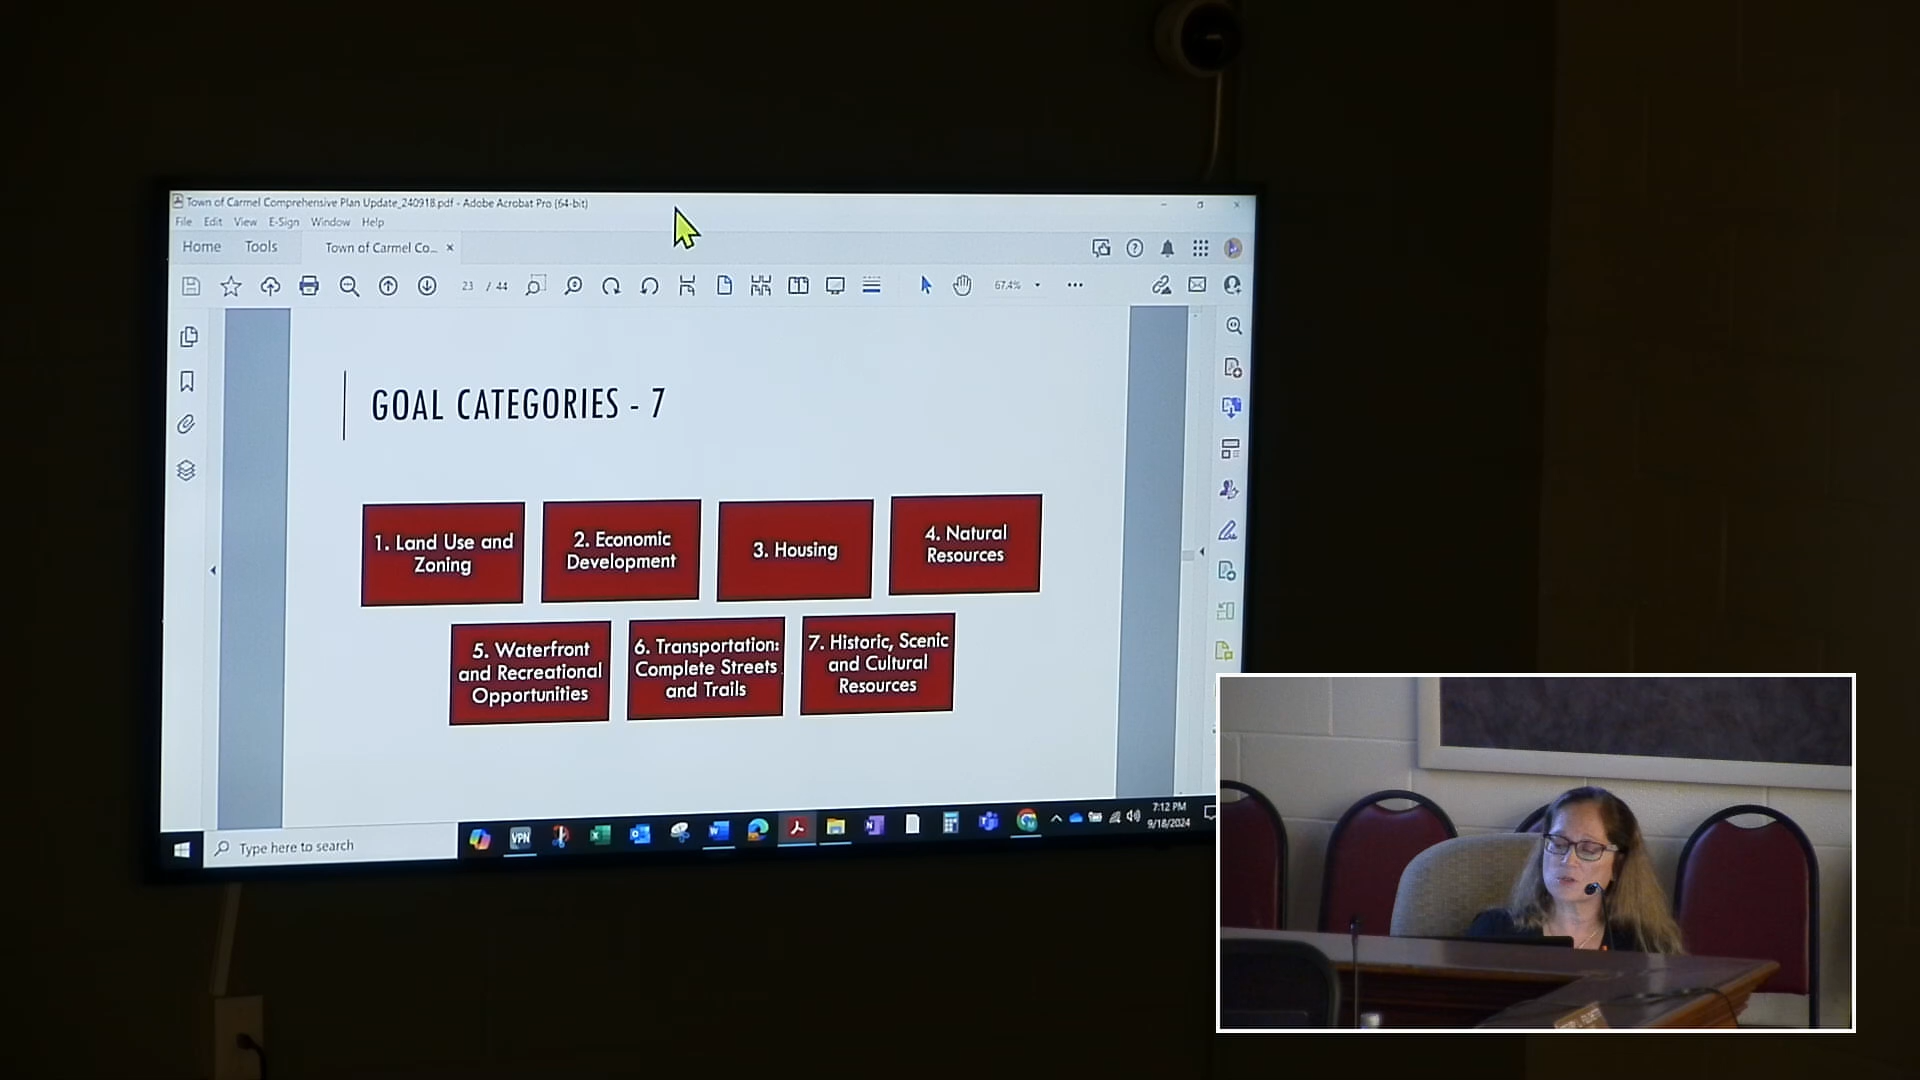 Town of Carmel Comprehensive Plan Update_240918.pdf - Adobe Acrobat Pro (64-bit)
File Edit View E-Sign Window Help
Home Tools Town of Carmel Co... ×
23 / 44 67.4%
GOAL CATEGORIES - 7
1. Land Use and
Zoning
2. Economic
Development
3. Housing
4. Natural
Resources
5. Waterfront
and Recreational
Opportunities
6. Transportation:
Complete Streets
and Trails
7. Historic, Scenic
and Cultural
Resources
Type here to search
VPN
7:12 PM
9/18/2024